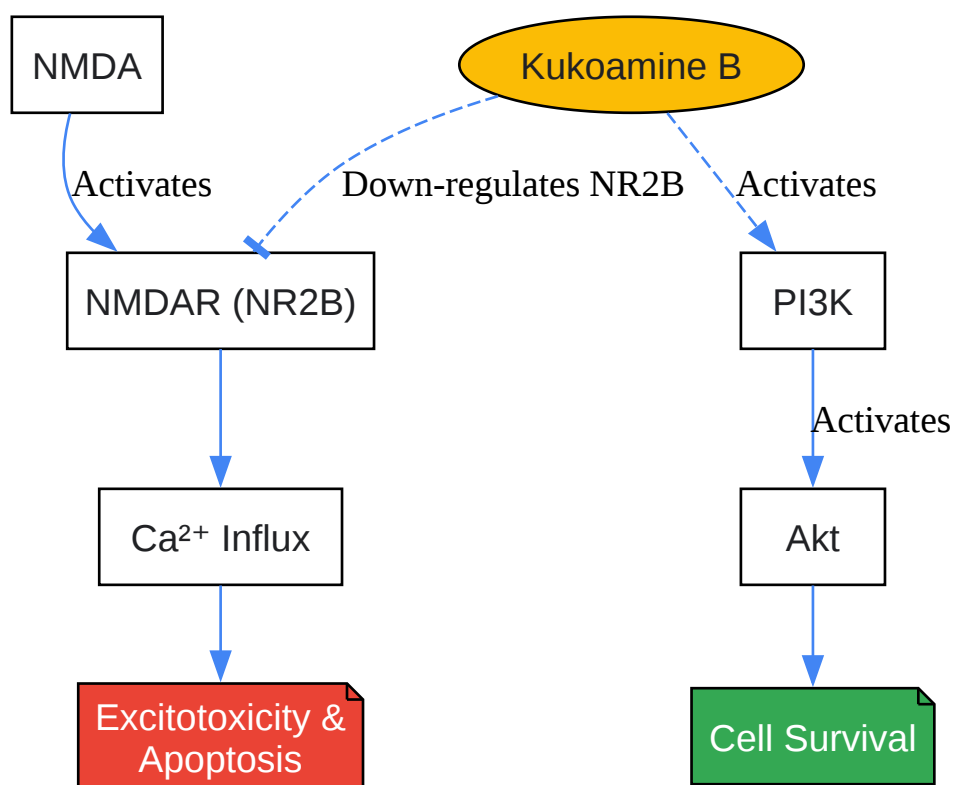 NMDA
Kukoamine B
Activates
Down-regulates NR2B
Activates
NMDAR (NR2B)
PI3K
Activates
Ca²⁺ Influx
Akt
Excitotoxicity &
Apoptosis
Cell Survival